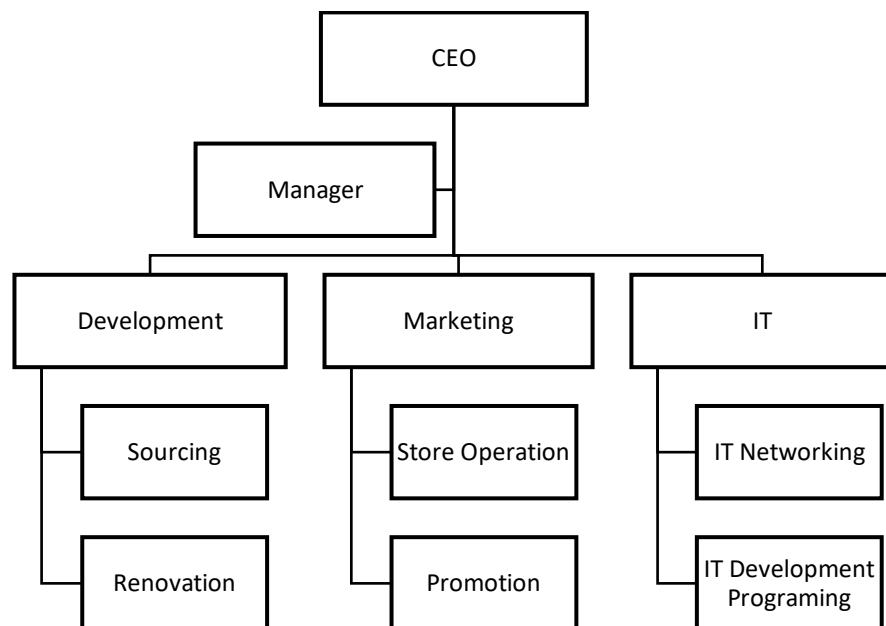 CEO
Manager
Development
Marketing
IT
Sourcing
Store Operation
IT Networking
Renovation
Promotion
IT Development
Programing